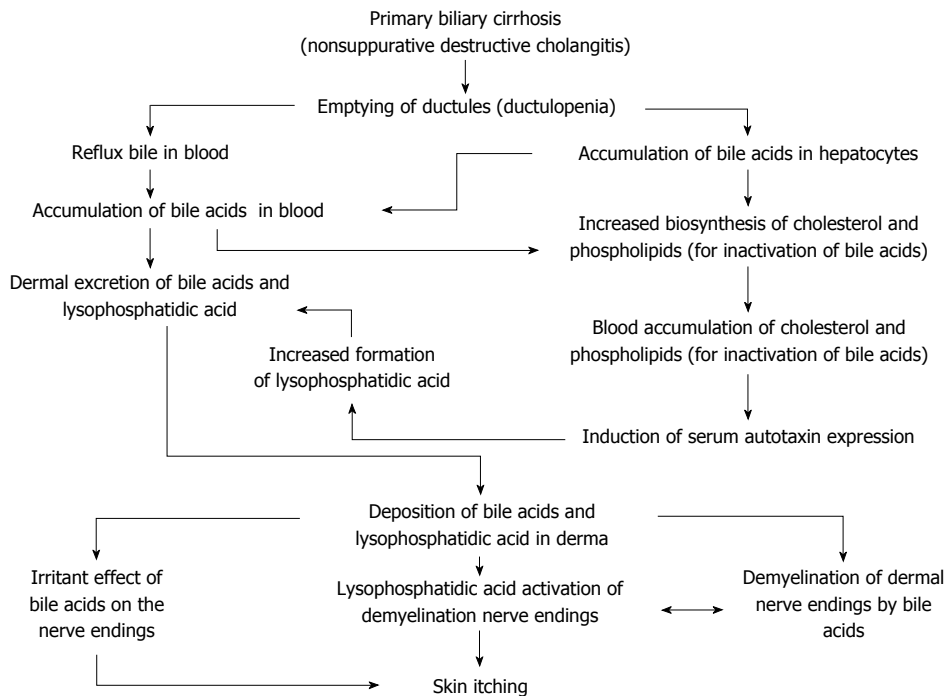 Primary biliary cirrhosis
(nonsuppurative destructive cholangitis)
Emptying of ductules (ductulopenia)
Reflux bile in blood
Accumulation of bile acids in hepatocytes
Accumulation of bile acids in blood
Increased biosynthesis of cholesterol and
phospholipids (for inactivation of bile acids)
Dermal excretion of bile acids and
lysophosphatidic acid
Blood accumulation of cholesterol and
phospholipids (for inactivation of bile acids)
Increased formation
of lysophosphatidic acid
Induction of serum autotaxin expression
Deposition of bile acids and
lysophosphatidic acid in derma
Irritant effect of
bile acids on the
nerve endings
Lysophosphatidic acid activation of
demyelination nerve endings
Demyelination of dermal
nerve endings by bile
acids
Skin itching